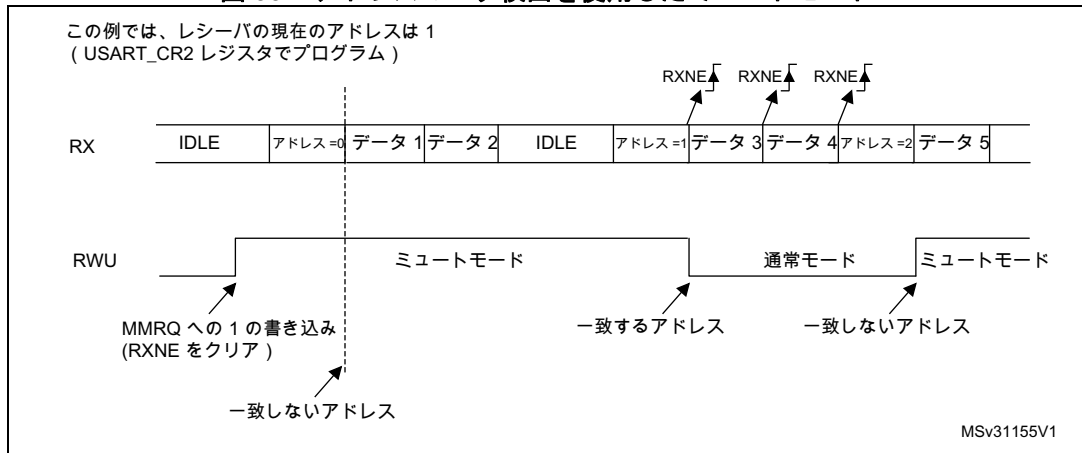 この例では、レシーバの現在のアドレスは 1
( USART_CR2 レジスタでプログラム )
RXNE RXNE RXNE
RX IDLE アドレス =0 データ 1 データ 2 IDLE アドレス =1 データ 3 データ 4 アドレス =2 データ 5
RWU ミュートモード 通常モード ミュートモード
MMRQ への 1 の書き込み 一致するアドレス 一致しないアドレス
(RXNE をクリア )
一致しないアドレス
MSv31155V1